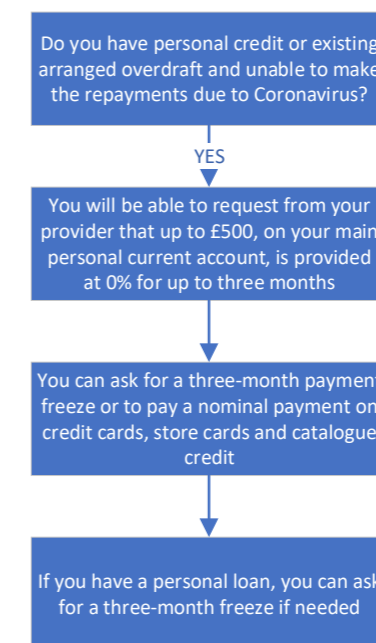 Do you have personal credit or existing
arranged overdraft and unable to make
the repayments due to Coronavirus?
YES
You will be able to request from your
provider that up to £500, on your main
personal current account, is provided
at 0% for up to three months
You can ask for a three-month payment
freeze or to pay a nominal payment on
credit cards, store cards and catalogue
credit
If you have a personal loan, you can ask
for a three-month freeze if needed